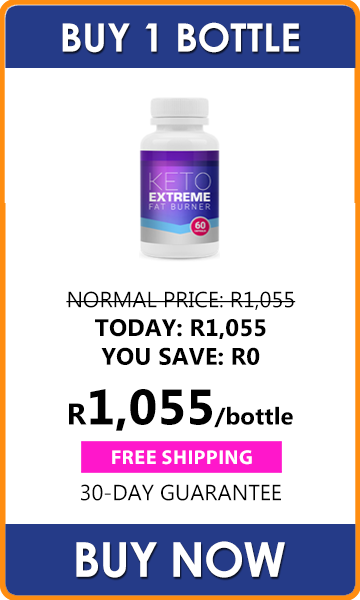 BUY 1 BOTTLE
KETO
EXTREME
FAT BURNER
60
NORMAL PRICE: R1,055
TODAY: R1,055
YOU SAVE: R0
R1,055/bottle
FREE SHIPPING
30-DAY GUARANTEE
BUY NOW